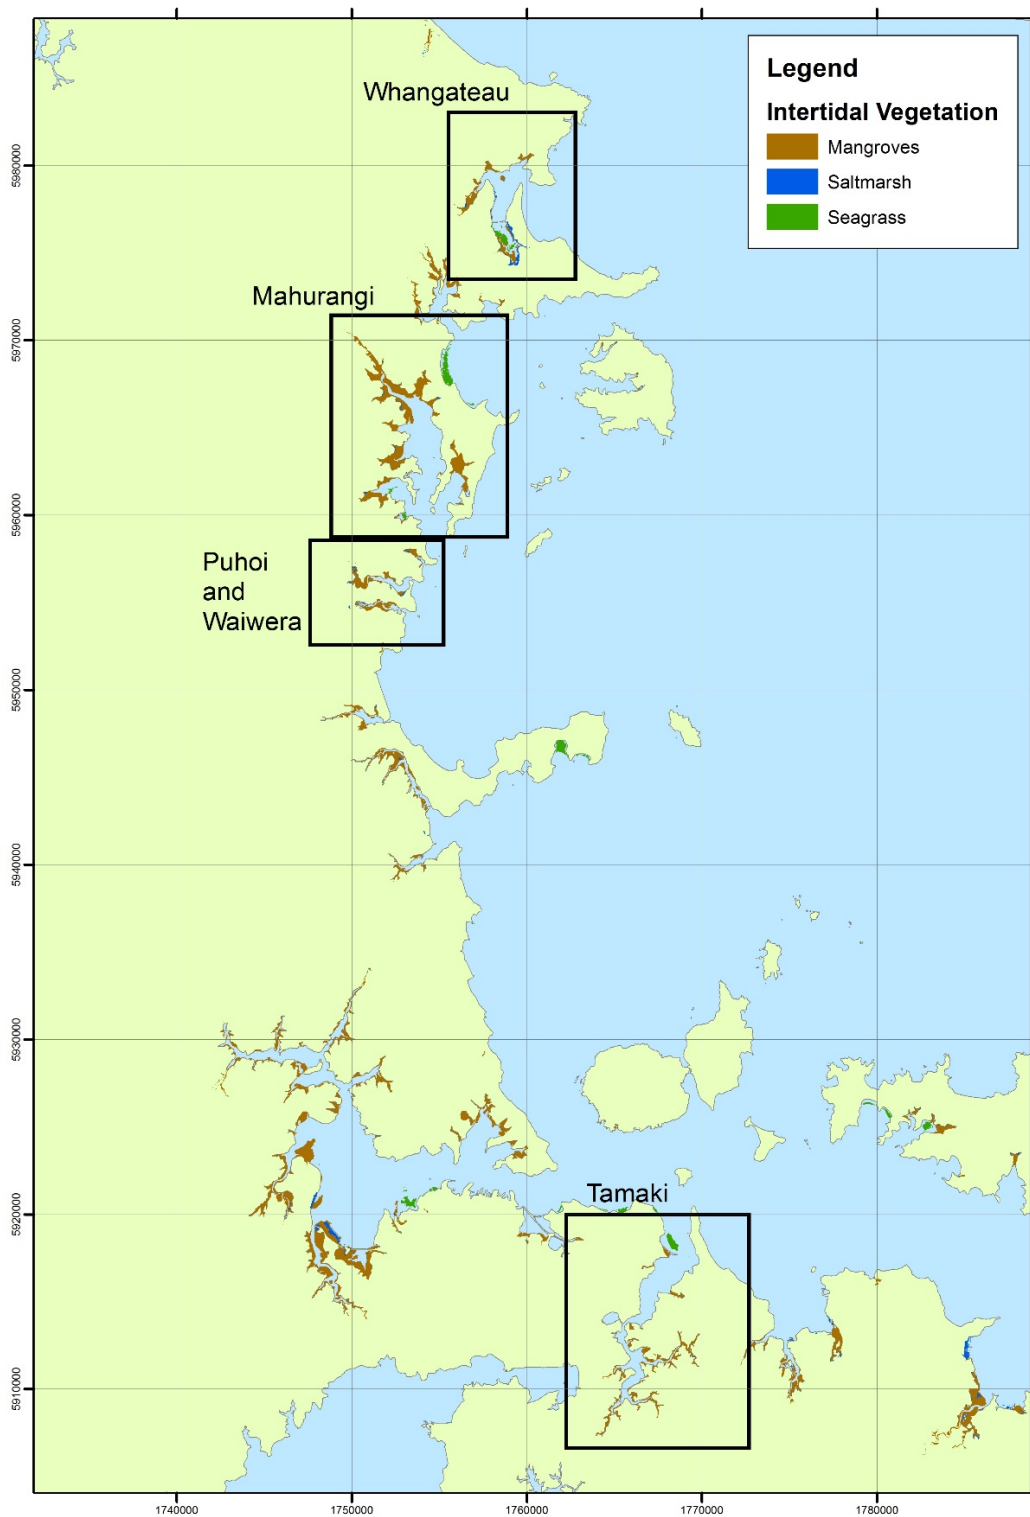 Legend
Intertidal Vegetation
Mangroves
Saltmarsh
Seagrass
Whangateau
Mahurangi
Puhoi
and
Waiwera
Tamaki
5980000
5970000
5960000
5950000
5940000
5930000
5920000
5910000
1740000
1750000
1760000
1770000
1780000